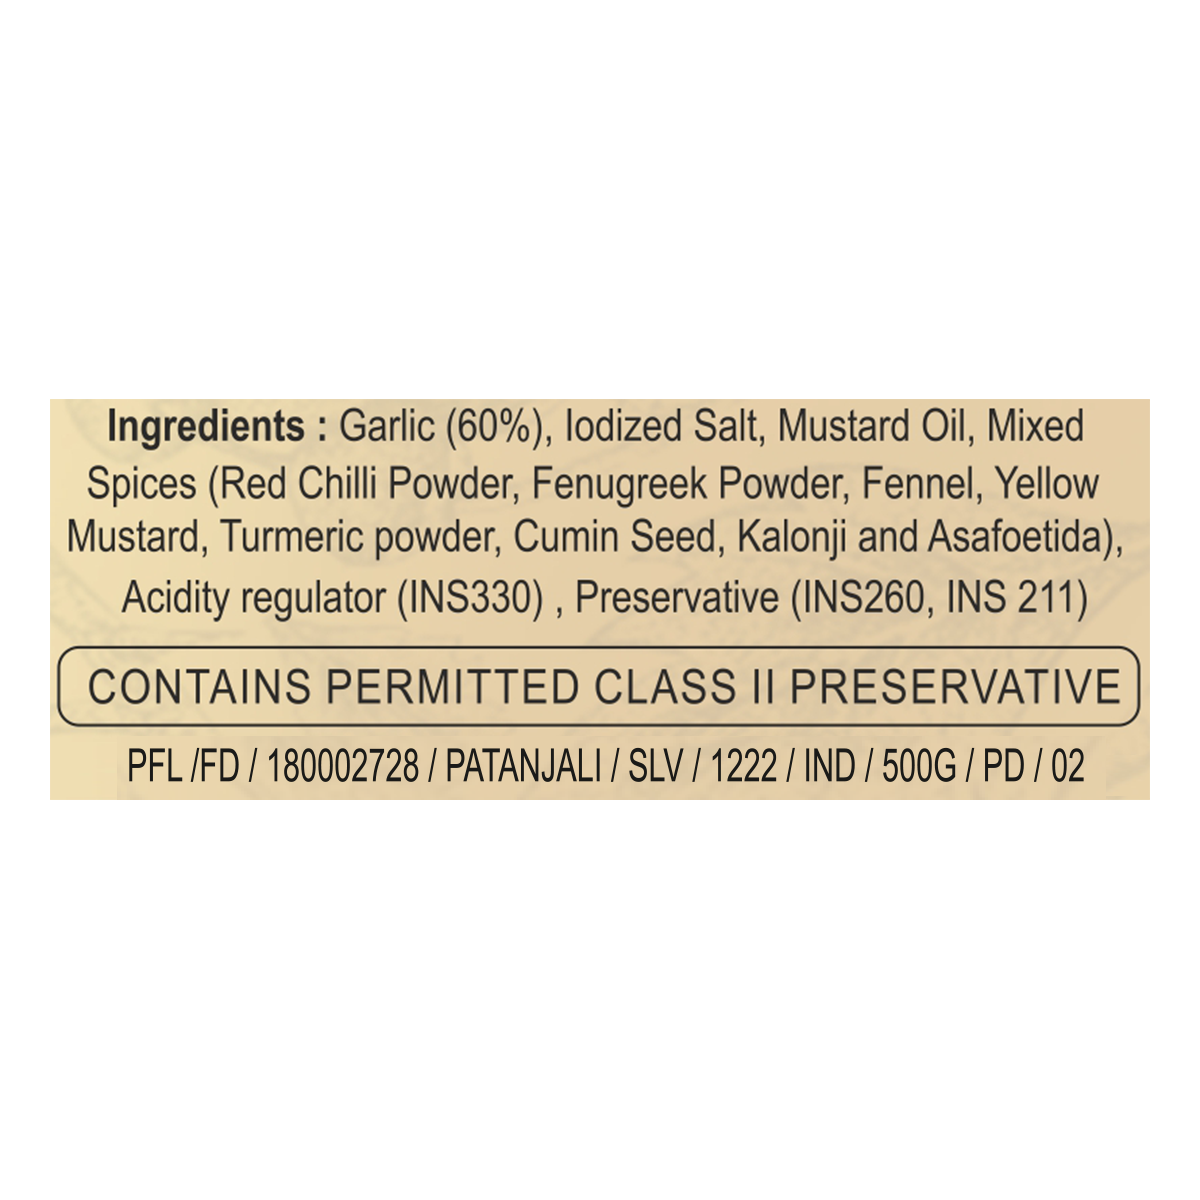 Ingredients : Garlic (60%), Iodized Salt, Mustard Oil, Mixed
Spices (Red Chilli Powder, Fenugreek Powder, Fennel, Yellow
Mustard, Turmeric powder, Cumin Seed, Kalonji and Asafoetida),
Acidity regulator (INS330) , Preservative (INS260, INS 211)
CONTAINS PERMITTED CLASS II PRESERVATIVE
PFL /FD / 180002728 / PATANJALI / SLV / 1222 / IND / 500G / PD / 02